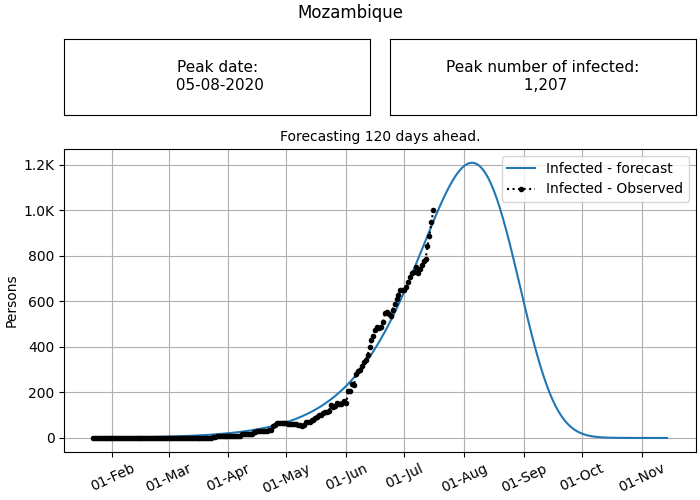 Mozambique
Peak date:
05-08-2020
Peak number of infected:
1,207
Forecasting 120 days ahead.
Infected - forecast
Infected - Observed
Persons
1.2K
1.0K
800
600
400
200
0
01-Feb
01-Mar
01-Apr
01-May
01-Jun
01-Jul
01-Aug
01-Sep
01-Oct
01-Nov